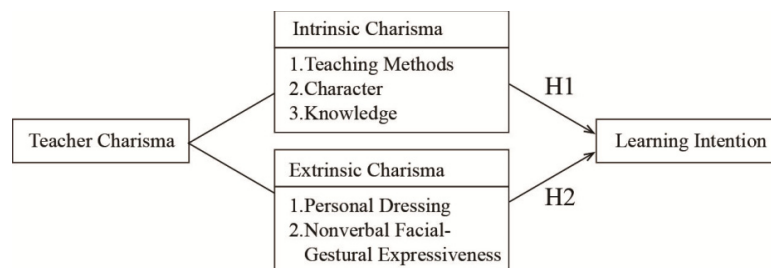 Intrinsic Charisma
1.Teaching Methods
2.Character
3.Knowledge
H1
Teacher Charisma
Learning Intention
Extrinsic Charisma
1.Personal Dressing
2.Nonverbal Facial-
Gestural Expressiveness
H2